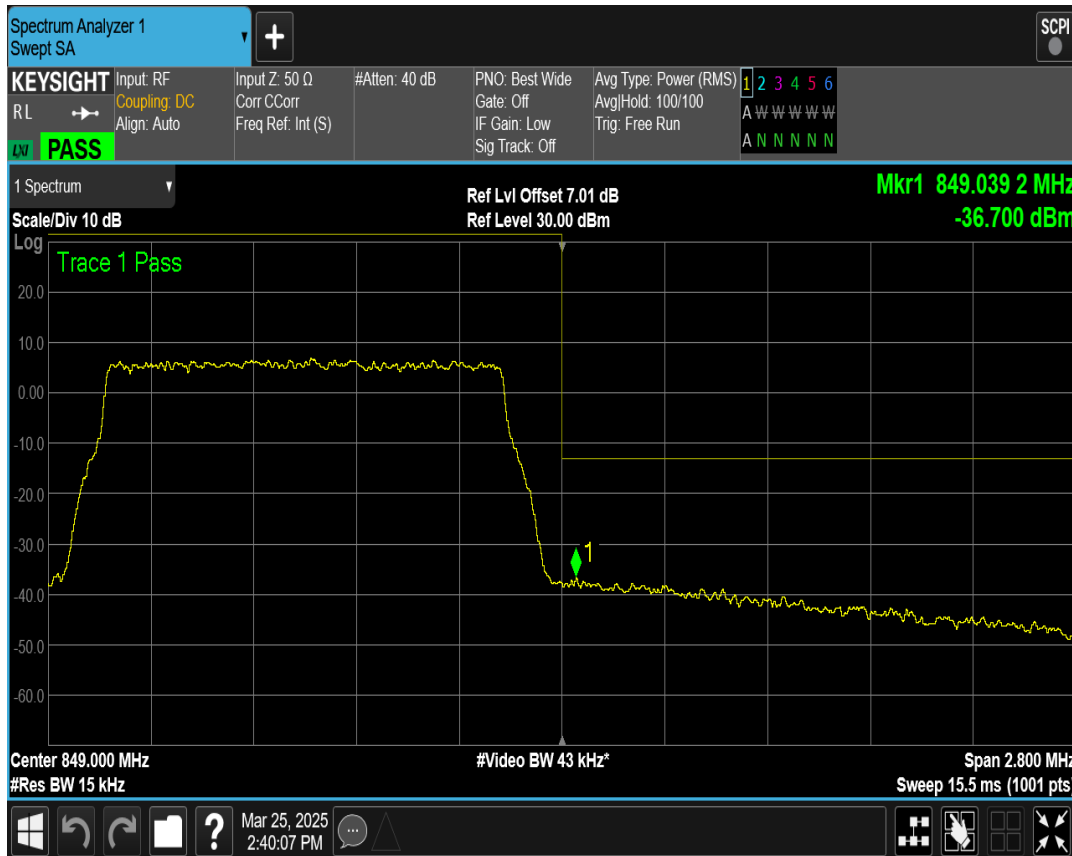 Spectrum Analyzer 1
Swept SA
+
SCPI
KEYSIGHT
RL
LXI PASS
Input: RF
Coupling: DC
Align: Auto
Input Z: 50 Ω
Corr CCorr
Freq Ref: Int (S)
#Atten: 40 dB
PNO: Best Wide
Gate: Off
IF Gain: Low
Sig Track: Off
Avg Type: Power (RMS)
Avg|Hold: 100/100
Trig: Free Run
1 2 3 4 5 6
A W W W W W
A N N N N N
1 Spectrum
Scale/Div 10 dB
Ref Lvl Offset 7.01 dB
Ref Level 30.00 dBm
Mkr1 849.039 2 MHz
-36.700 dBm
Log
Trace 1 Pass
20.0
10.0
0.00
-10.0
-20.0
-30.0
1
-40.0
-50.0
-60.0
Center 849.000 MHz
#Res BW 15 kHz
#Video BW 43 kHz*
Span 2.800 MHz
Sweep 15.5 ms (1001 pts)
?
Mar 25, 2025
2:40:07 PM